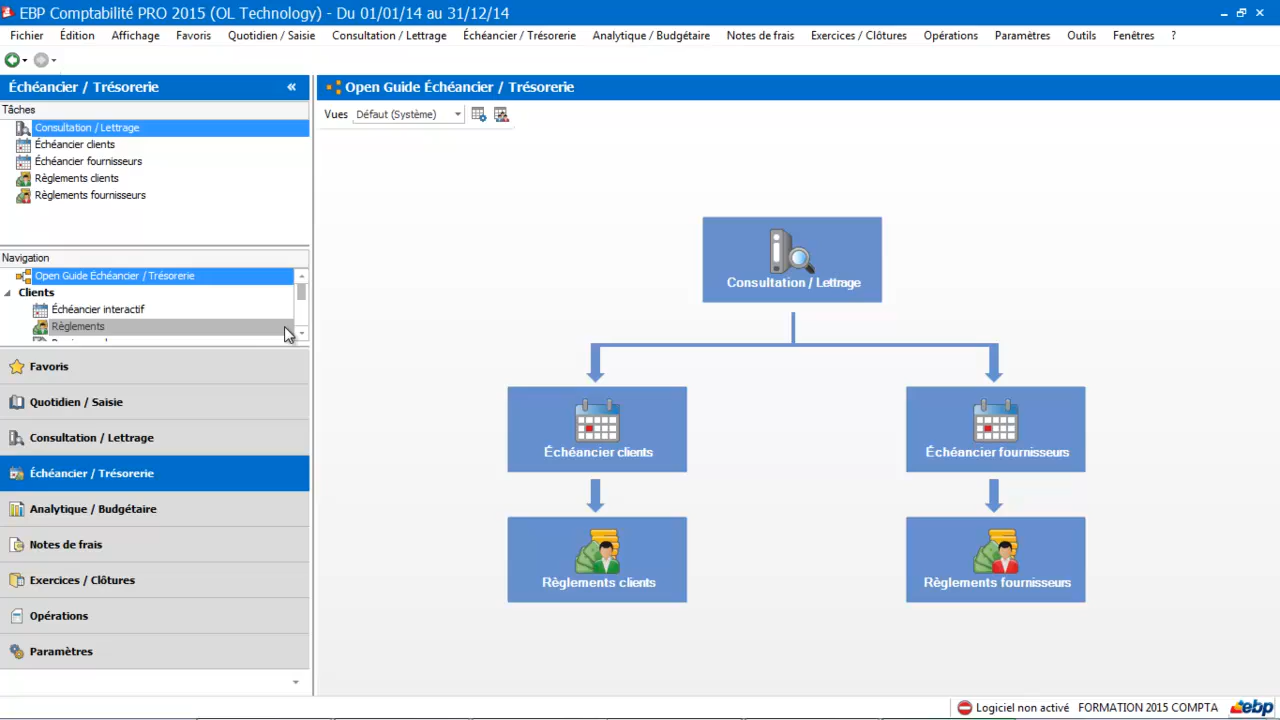 EBP Comptabilité PRO 2015 (OL Technology) - Du 01/01/14 au 31/12/14
Fichier Édition Affichage Favoris Quotidien / Saisie Consultation / Lettrage Échéancier / Trésorerie Analytique / Budgétaire Notes de frais Exercices / Clôtures Opérations Paramètres Outils Fenêtres ?
Échéancier / Trésorerie «
Tâches
Consultation / Lettrage
Échéancier clients
Échéancier fournisseurs
Règlements clients
Règlements fournisseurs
Navigation
Open Guide Échéancier / Trésorerie
Clients
Échéancier interactif
Règlements
Favoris
Quotidien / Saisie
Consultation / Lettrage
Échéancier / Trésorerie
Analytique / Budgétaire
Notes de frais
Exercices / Clôtures
Opérations
Paramètres
Open Guide Échéancier / Trésorerie
Vues Défaut (Système)
Consultation / Lettrage
Échéancier clients
Échéancier fournisseurs
Règlements clients
Règlements fournisseurs
Logiciel non activé FORMATION 2015 COMPTA ebp